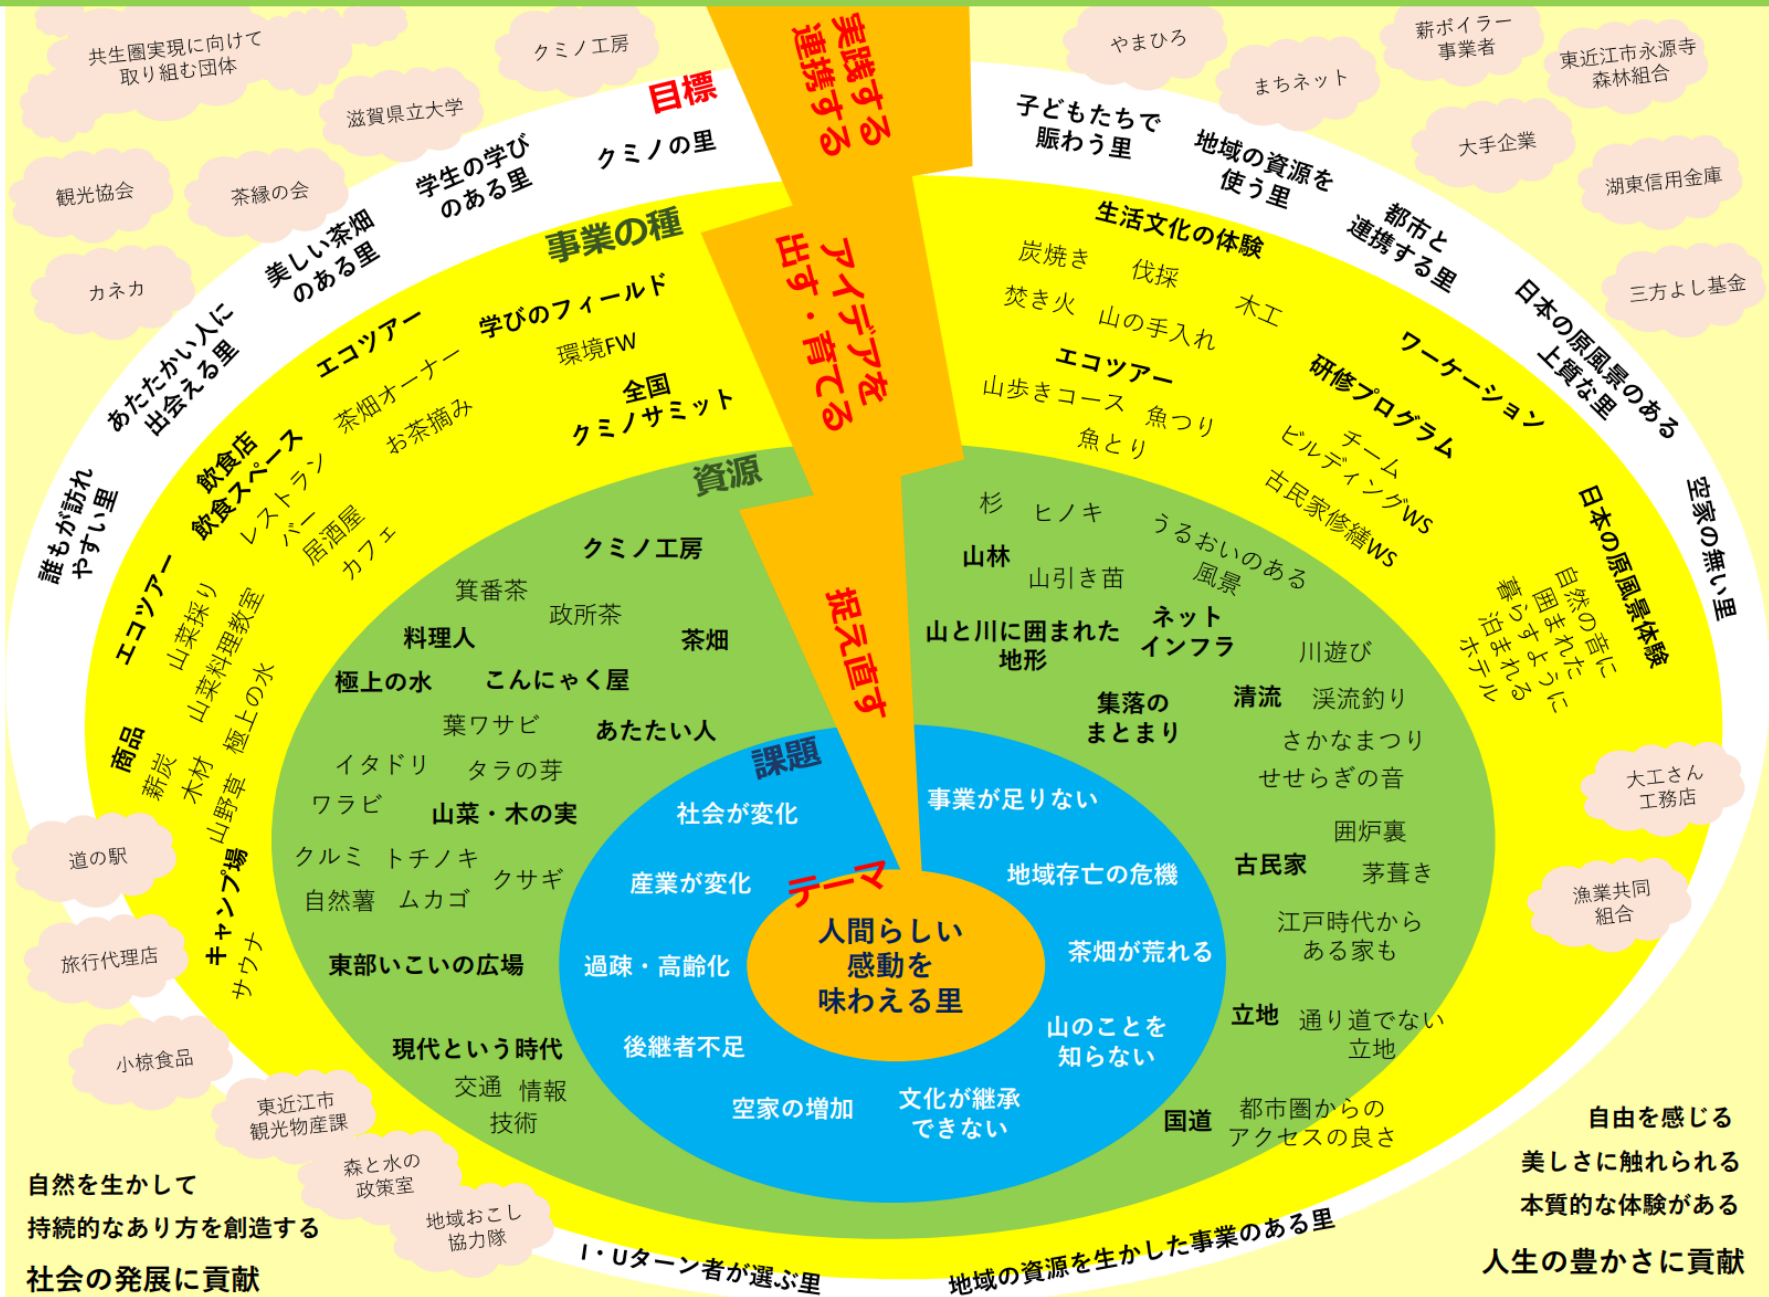 共生圏実現に向けて
取り組む団体
クミノ工房
滋賀県立大学
観光協会
茶縁の会
カネカ
やまひろ
まちネット
薪ボイラー
事業者
東近江市永源寺
森林組合
大手企業
湖東信用金庫
三方よし基金
大工さん
工務店
漁業共同
組合
道の駅
旅行代理店
小椋食品
東近江市
観光物産課
森と水の
政策室
地域おこし
協力隊
実践する
連携する
アイデアを
出す・育てる
捉え直す
目標
クミノの里
学生の学び
のある里
美しい茶畑
のある里
あたたかい人に
出会える里
誰もが訪れ
やすい里
子どもたちで
賑わう里
地域の資源を
使う里
都市と
連携する里
日本の原風景のある
上質な里
空家の無い里
I・Uターン者が選ぶ里
地域の資源を生かした事業のある里
事業の種
学びのフィールド
環境FW
全国
クミノサミット
エコツアー
茶畑オーナー
お茶摘み
飲食店
飲食スペース
レストラン
バー
居酒屋
カフェ
エコツアー
山菜採り
山菜料理教室
商品
薪炭
木材
山野草
極上の水
キャンプ場
サウナ
生活文化の体験
炭焼き
伐採
焚き火
山の手入れ
木工
エコツアー
山歩きコース
魚つり
魚とり
ワーケーション
研修プログラム
チーム
ビルディングWS
古民家修繕WS
日本の原風景体験
自然の音に
囲まれた
暮らすように
泊まれる
ホテル
資源
クミノ工房
箕番茶
政所茶
料理人
茶畑
極上の水
こんにゃく屋
葉ワサビ
あたたい人
イタドリ
タラの芽
ワラビ
山菜・木の実
クルミ
トチノキ
クサギ
自然薯
ムカゴ
東部いこいの広場
現代という時代
交通
情報
技術
杉
ヒノキ
山林
山引き苗
うるおいのある
風景
山と川に囲まれた
地形
ネット
インフラ
集落の
まとまり
川遊び
清流
渓流釣り
さかなまつり
せせらぎの音
囲炉裏
古民家
茅葺き
江戸時代から
ある家も
立地
通り道でない
立地
国道
都市圏からの
アクセスの良さ
課題
社会が変化
事業が足りない
産業が変化
地域存亡の危機
過疎・高齢化
茶畑が荒れる
後継者不足
山のことを
知らない
空家の増加
文化が継承
できない
テーマ
人間らしい
感動を
味わえる里
自然を生かして
持続的なあり方を創造する
社会の発展に貢献
自由を感じる
美しさに触れられる
本質的な体験がある
人生の豊かさに貢献